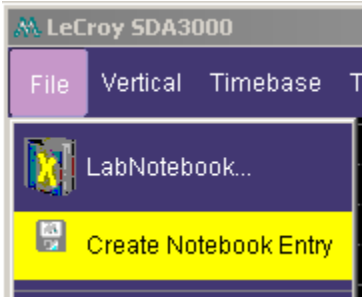 LeCroy SDA3000
File Vertical Timebase T
LabNotebook...
Create Notebook Entry